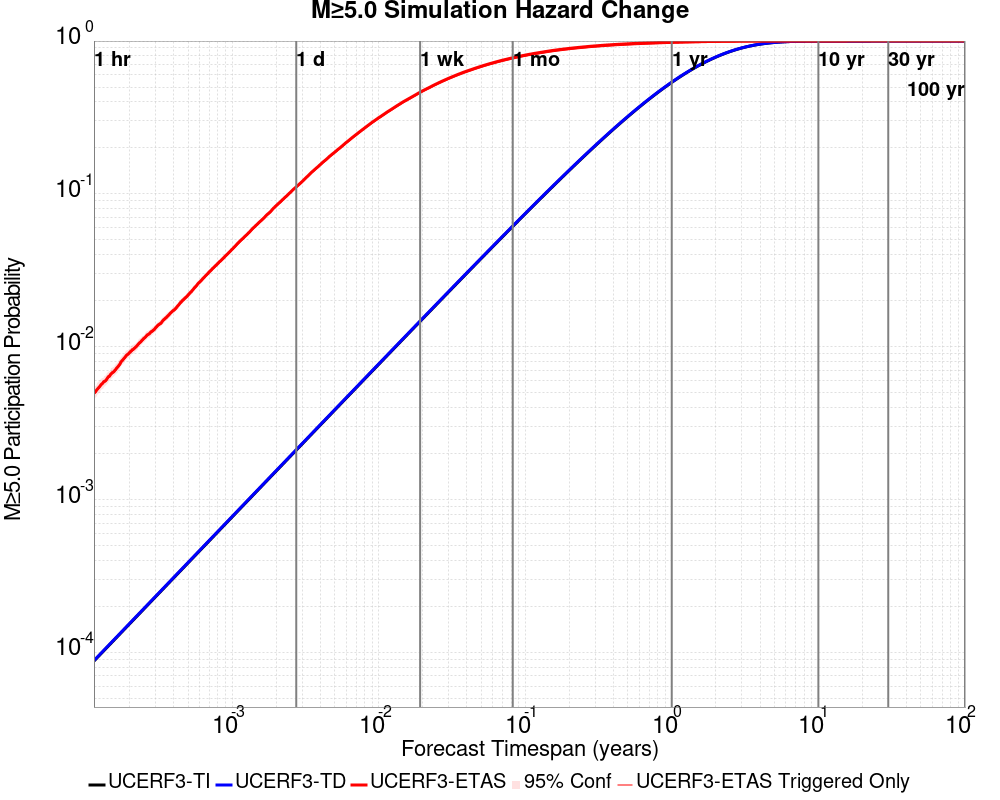 M≥5.0 Simulation Hazard Change
10^0
1 hr 1 d 1 wk 1 mo 1 yr 10 yr 30 yr
100 yr
10^-1
10^-2
10^-3
10^-4
M≥5.0 Participation Probability
10^-3 10^-2 10^-1 10^0 10^1 10^2
Forecast Timespan (years)
UCERF3-TI UCERF3-TD UCERF3-ETAS 95% Conf UCERF3-ETAS Triggered Only